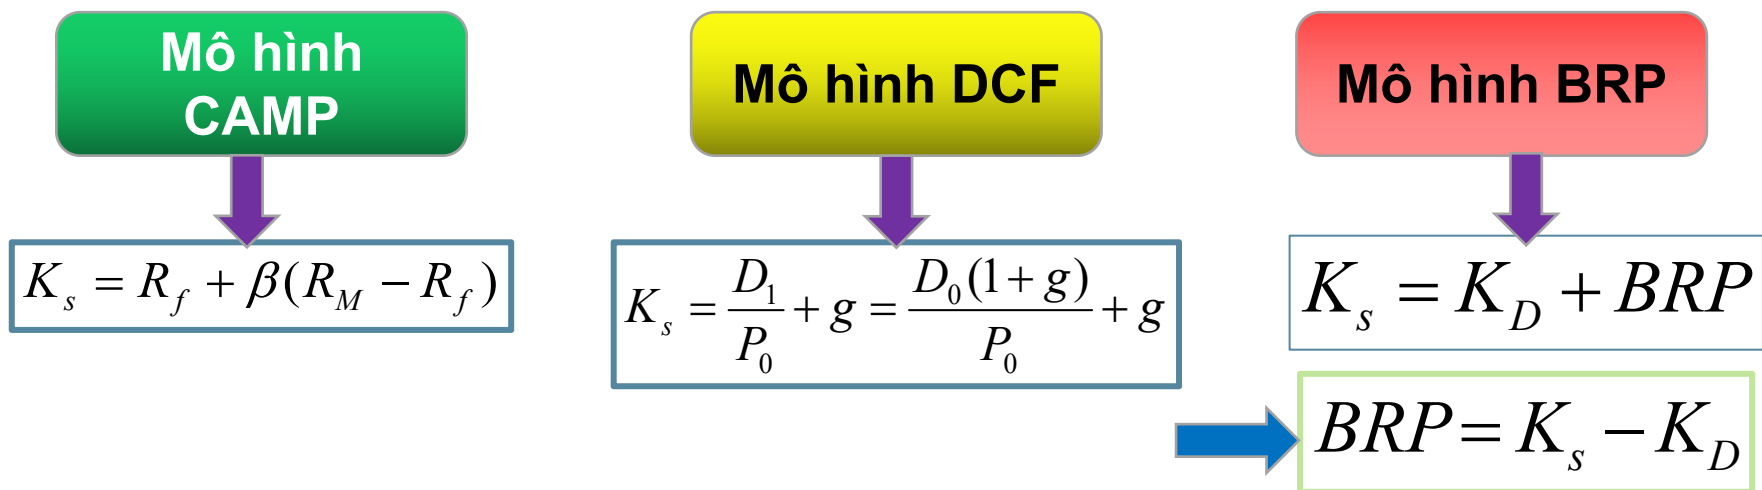 Mô hình
CAMP
Mô hình DCF
Mô hình BRP
K_s = R_f + β(R_M − R_f)
K_s = D_1/P_0 + g = D_0(1+g)/P_0 + g
K_s = K_D + BRP
BRP = K_s − K_D